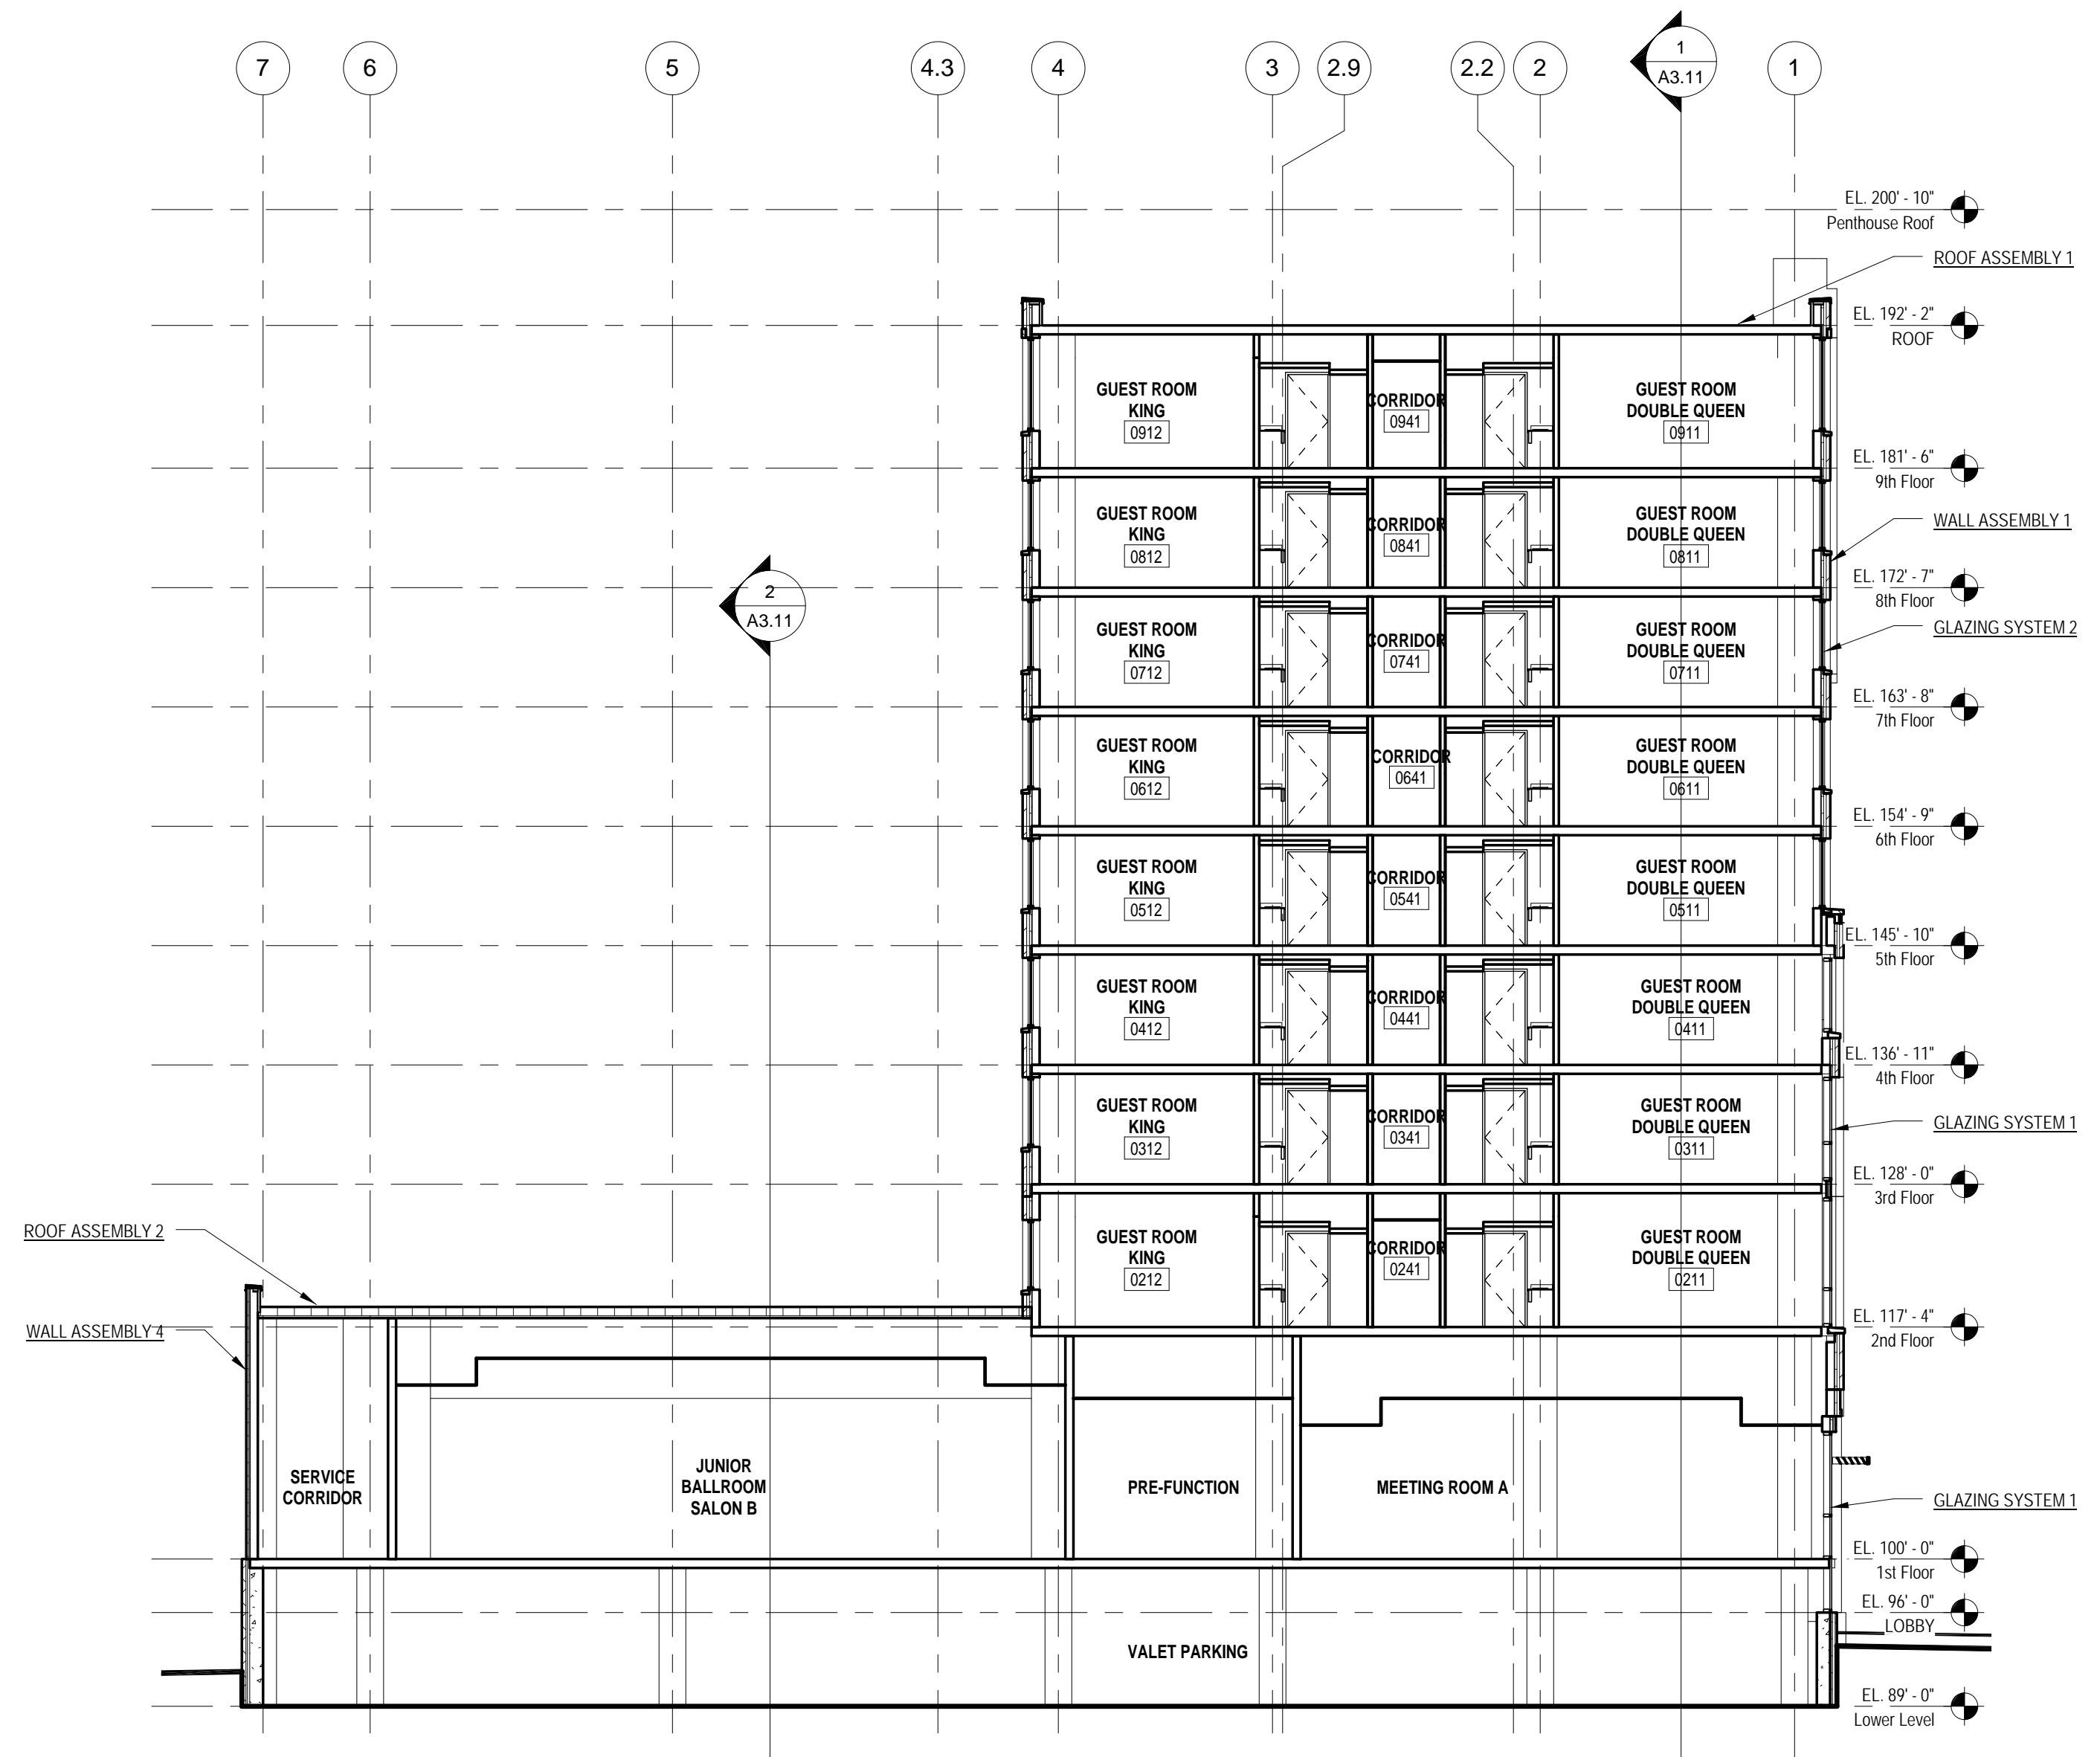 7
6
5
4.3
4
3
2.9
2.2
2
1
A3.11
1
EL. 200' - 10"
Penthouse Roof
ROOF ASSEMBLY 1
EL. 192' - 2"
ROOF
GUEST ROOM
KING
0912
CORRIDOR
0941
GUEST ROOM
DOUBLE QUEEN
0911
EL. 181' - 6"
9th Floor
GUEST ROOM
KING
0812
CORRIDOR
0841
GUEST ROOM
DOUBLE QUEEN
0811
WALL ASSEMBLY 1
EL. 172' - 7"
8th Floor
2
A3.11
GUEST ROOM
KING
0712
CORRIDOR
0741
GUEST ROOM
DOUBLE QUEEN
0711
GLAZING SYSTEM 2
EL. 163' - 8"
7th Floor
GUEST ROOM
KING
0612
CORRIDOR
0641
GUEST ROOM
DOUBLE QUEEN
0611
EL. 154' - 9"
6th Floor
GUEST ROOM
KING
0512
CORRIDOR
0541
GUEST ROOM
DOUBLE QUEEN
0511
EL. 145' - 10"
5th Floor
GUEST ROOM
KING
0412
CORRIDOR
0441
GUEST ROOM
DOUBLE QUEEN
0411
EL. 136' - 11"
4th Floor
GUEST ROOM
KING
0312
CORRIDOR
0341
GUEST ROOM
DOUBLE QUEEN
0311
GLAZING SYSTEM 1
EL. 128' - 0"
3rd Floor
ROOF ASSEMBLY 2
GUEST ROOM
KING
0212
CORRIDOR
0241
GUEST ROOM
DOUBLE QUEEN
0211
WALL ASSEMBLY 4
EL. 117' - 4"
2nd Floor
SERVICE
CORRIDOR
JUNIOR
BALLROOM
SALON B
PRE-FUNCTION
MEETING ROOM A
GLAZING SYSTEM 1
EL. 100' - 0"
1st Floor
EL. 96' - 0"
LOBBY
VALET PARKING
EL. 89' - 0"
Lower Level